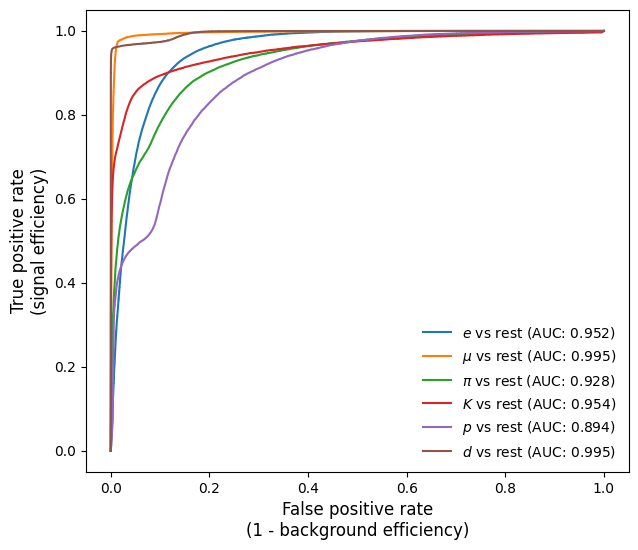 1.0
0.8
0.6
0.4
0.2
0.0
True positive rate
(signal efficiency)
e vs rest (AUC: 0.952)
μ vs rest (AUC: 0.995)
π vs rest (AUC: 0.928)
K vs rest (AUC: 0.954)
p vs rest (AUC: 0.894)
d vs rest (AUC: 0.995)
0.0 0.2 0.4 0.6 0.8 1.0
False positive rate
(1 - background efficiency)